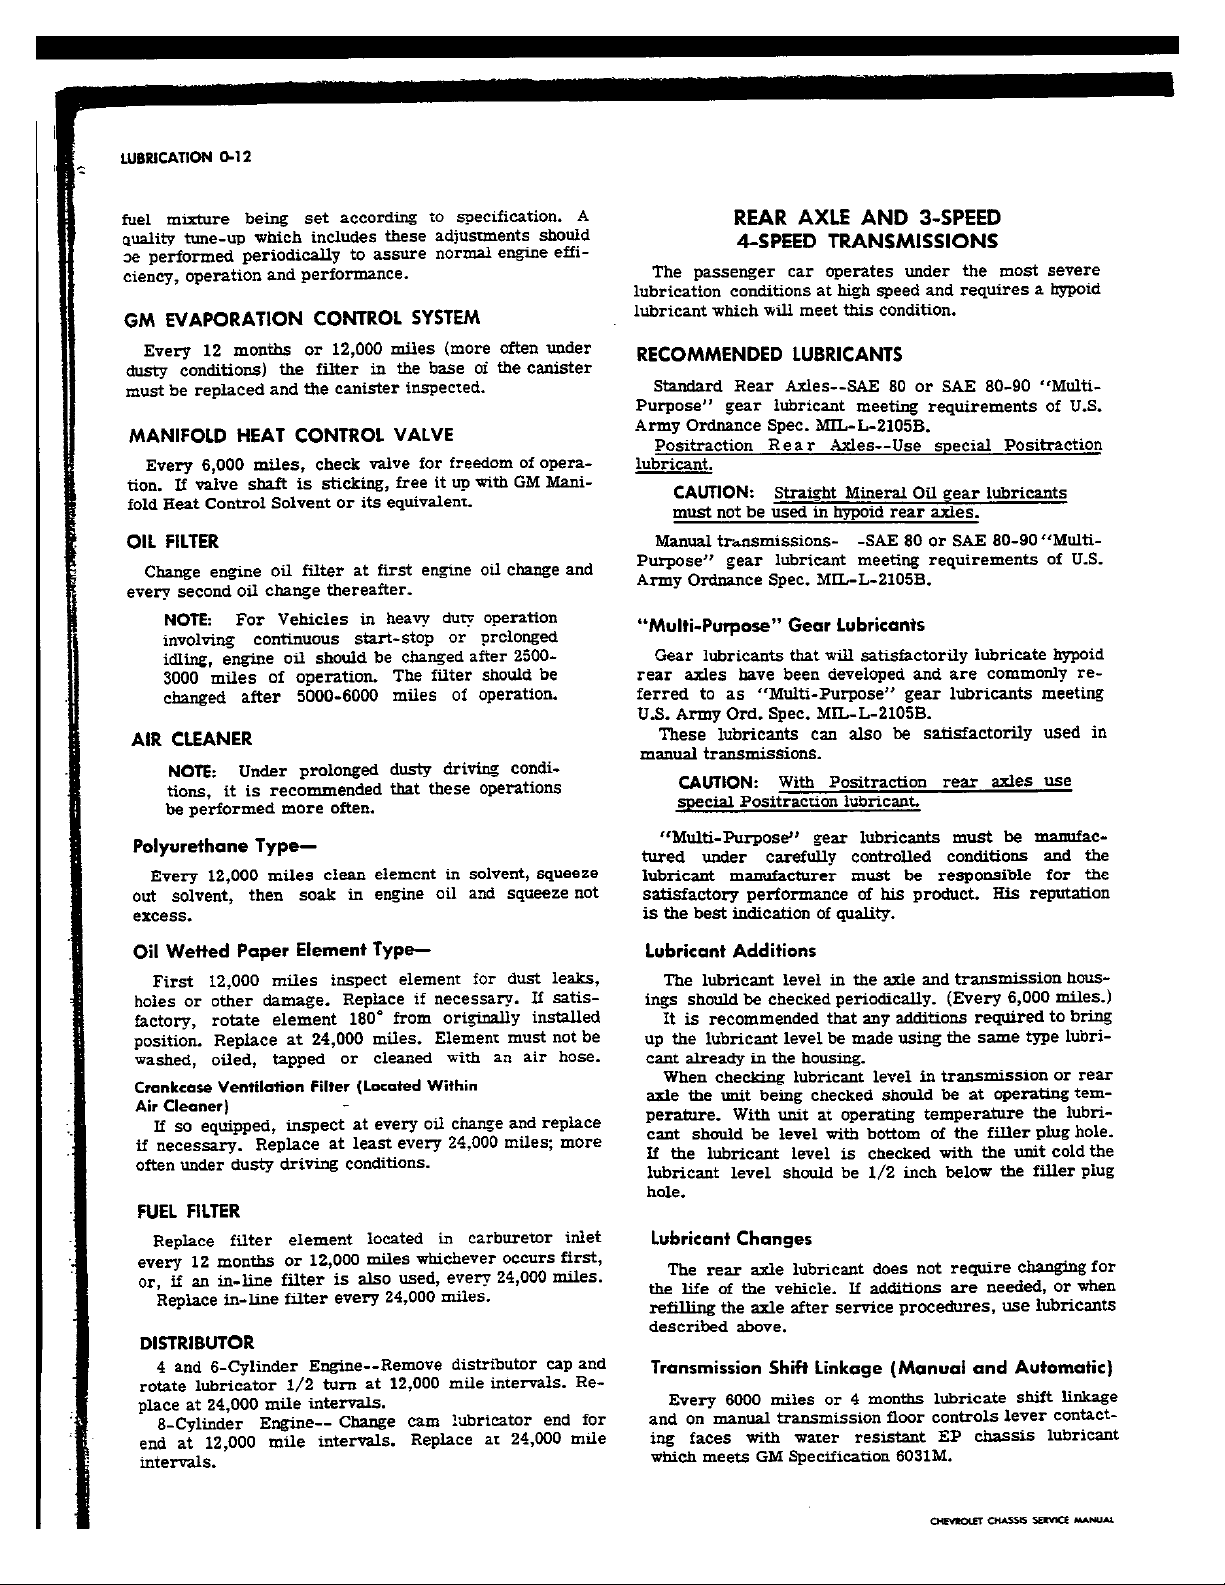 LUBRICATION 0-12
fuel mixture being set according to specification. A
quality tune-up which includes these adjustments should
be performed periodically to assure normal engine effi-
ciency, operation and performance.
GM EVAPORATION CONTROL SYSTEM
Every 12 months or 12,000 miles (more often under
dusty conditions) the filter in the base of the canister
must be replaced and the canister inspected.
MANIFOLD HEAT CONTROL VALVE
Every 6,000 miles, check valve for freedom of opera-
tion. If valve shaft is sticking, free it up with GM Mani-
fold Heat Control Solvent or its equivalent.
OIL FILTER
Change engine oil filter at first engine oil change and
every second oil change thereafter.
NOTE: For Vehicles in heavy duty operation
involving continuous start-stop or prolonged
idling, engine oil should be changed after 2500-
3000 miles of operation. The filter should be
changed after 5000-6000 miles of operation.
AIR CLEANER
NOTE: Under prolonged dusty driving condi-
tions, it is recommended that these operations
be performed more often.
Polyurethane Type—
Every 12,000 miles clean element in solvent, squeeze
out solvent, then soak in engine oil and squeeze not
excess.
Oil Wetted Paper Element Type—
First 12,000 miles inspect element for dust leaks,
holes or other damage. Replace if necessary. If satis-
factory, rotate element 180° from originally installed
position. Replace at 24,000 miles. Element must not be
washed, oiled, tapped or cleaned with an air hose.
Crankcase Ventilation Filter (Located Within
Air Cleaner)
If so equipped, inspect at every oil change and replace
if necessary. Replace at least every 24,000 miles; more
often under dusty driving conditions.
FUEL FILTER
Replace filter element located in carburetor inlet
every 12 months or 12,000 miles whichever occurs first,
or, if an in-line filter is also used, every 24,000 miles.
Replace in-line filter every 24,000 miles.
DISTRIBUTOR
4 and 6-Cylinder Engine--Remove distributor cap and
rotate lubricator 1/2 turn at 12,000 mile intervals. Re-
place at 24,000 mile intervals.
8-Cylinder Engine-- Change cam lubricator end for
end at 12,000 mile intervals. Replace at 24,000 mile
intervals.
REAR AXLE AND 3-SPEED
4-SPEED TRANSMISSIONS
The passenger car operates under the most severe
lubrication conditions at high speed and requires a hypoid
lubricant which will meet this condition.
RECOMMENDED LUBRICANTS
Standard Rear Axles--SAE 80 or SAE 80-90 "Multi-
Purpose" gear lubricant meeting requirements of U.S.
Army Ordnance Spec. MIL-L-2105B.
Positraction Rear Axles--Use special Positraction
lubricant.
CAUTION: Straight Mineral Oil gear lubricants
must not be used in hypoid rear axles.
Manual transmissions- -SAE 80 or SAE 80-90 "Multi-
Purpose" gear lubricant meeting requirements of U.S.
Army Ordnance Spec. MIL-L-2105B.
"Multi-Purpose" Gear Lubricants
Gear lubricants that will satisfactorily lubricate hypoid
rear axles have been developed and are commonly re-
ferred to as "Multi-Purpose" gear lubricants meeting
U.S. Army Ord. Spec. MIL-L-2105B.
These lubricants can also be satisfactorily used in
manual transmissions.
CAUTION: With Positraction rear axles use
special Positraction lubricant.
"Multi-Purpose" gear lubricants must be manufac-
tured under carefully controlled conditions and the
lubricant manufacturer must be responsible for the
satisfactory performance of his product. His reputation
is the best indication of quality.
Lubricant Additions
The lubricant level in the axle and transmission hous-
ings should be checked periodically. (Every 6,000 miles.)
It is recommended that any additions required to bring
up the lubricant level be made using the same type lubri-
cant already in the housing.
When checking lubricant level in transmission or rear
axle the unit being checked should be at operating tem-
perature. With unit at operating temperature the lubri-
cant should be level with bottom of the filler plug hole.
If the lubricant level is checked with the unit cold the
lubricant level should be 1/2 inch below the filler plug
hole.
Lubricant Changes
The rear axle lubricant does not require changing for
the life of the vehicle. If additions are needed, or when
refilling the axle after service procedures, use lubricants
described above.
Transmission Shift Linkage (Manual and Automatic)
Every 6000 miles or 4 months lubricate shift linkage
and on manual transmission floor controls lever contact-
ing faces with water resistant EP chassis lubricant
which meets GM Specification 6031M.
CHEVROLET CHASSIS SERVICE MANUAL